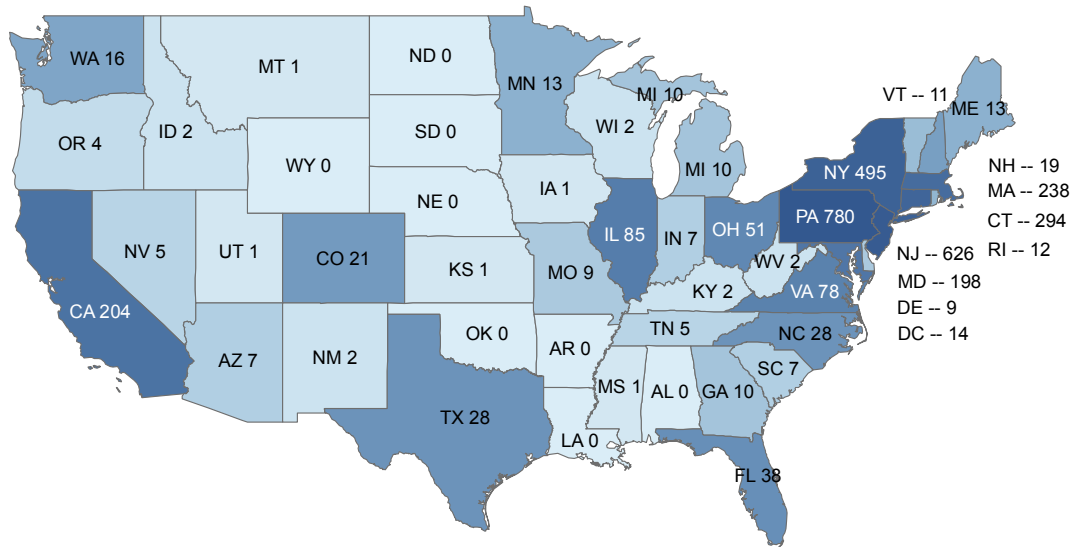 WA 16
MT 1
ND 0
MN 13
MI 10
VT -- 11
ME 13
OR 4
ID 2
SD 0
WI 2
WY 0
MI 10
NY 495
NH -- 19
MA -- 238
NE 0
IA 1
PA 780
CT -- 294
NV 5
UT 1
CO 21
KS 1
MO 9
IL 85
IN 7
OH 51
WV 2
NJ -- 626
RI -- 12
MD -- 198
CA 204
KY 2
VA 78
DE -- 9
DC -- 14
AZ 7
NM 2
OK 0
AR 0
TN 5
NC 28
SC 7
TX 28
MS 1
AL 0
GA 10
LA 0
FL 38